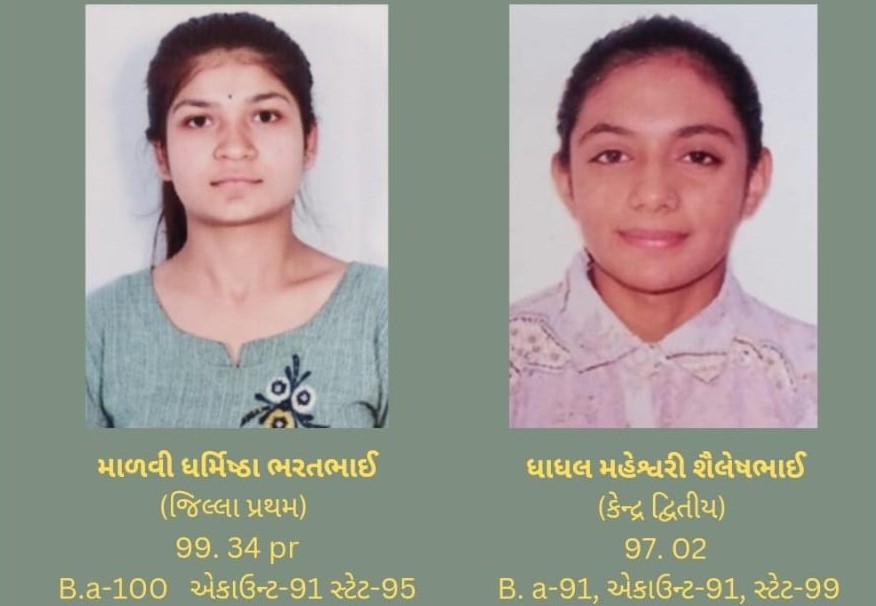 માળવી ધર્મિષ્ઠા ભરતભાઈ
(જિલ્લા પ્રથમ)
99. 34 pr
B.a-100 એકાઉન્ટ-91 સ્ટેટ-95
ધાધલ મહેશ્વરી શૈલેષભાઈ
(કેન્દ્ર દ્વિતીય)
97. 02
B. a-91, એકાઉન્ટ-91, સ્ટેટ-99